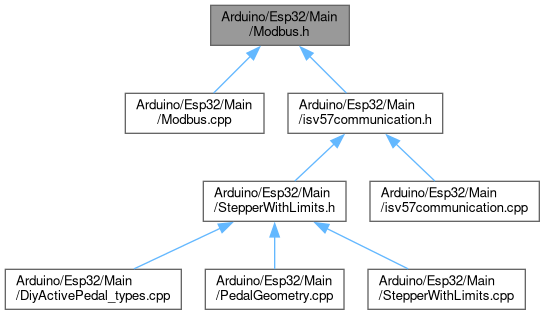 Arduino/Esp32/Main
/Modbus.h
Arduino/Esp32/Main
/Modbus.cpp
Arduino/Esp32/Main
/isv57communication.h
Arduino/Esp32/Main
/StepperWithLimits.h
Arduino/Esp32/Main
/isv57communication.cpp
Arduino/Esp32/Main
/DiyActivePedal_types.cpp
Arduino/Esp32/Main
/PedalGeometry.cpp
Arduino/Esp32/Main
/StepperWithLimits.cpp